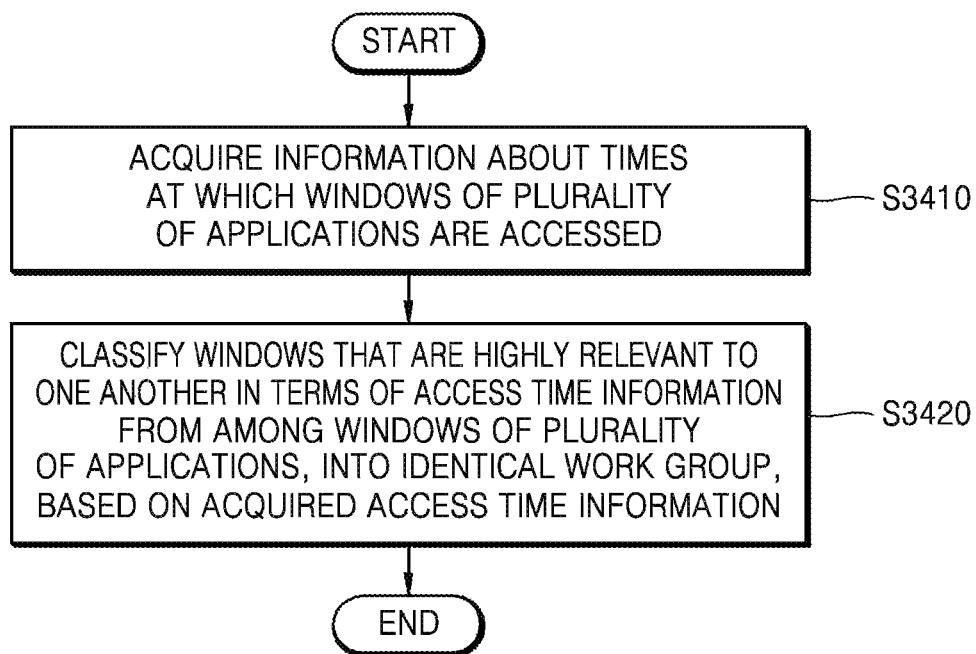 START
ACQUIRE INFORMATION ABOUT TIMES
AT WHICH WINDOWS OF PLURALITY
OF APPLICATIONS ARE ACCESSED
S3410
CLASSIFY WINDOWS THAT ARE HIGHLY RELEVANT TO
ONE ANOTHER IN TERMS OF ACCESS TIME INFORMATION
FROM AMONG WINDOWS OF PLURALITY
OF APPLICATIONS, INTO IDENTICAL WORK GROUP,
BASED ON ACQUIRED ACCESS TIME INFORMATION
S3420
END